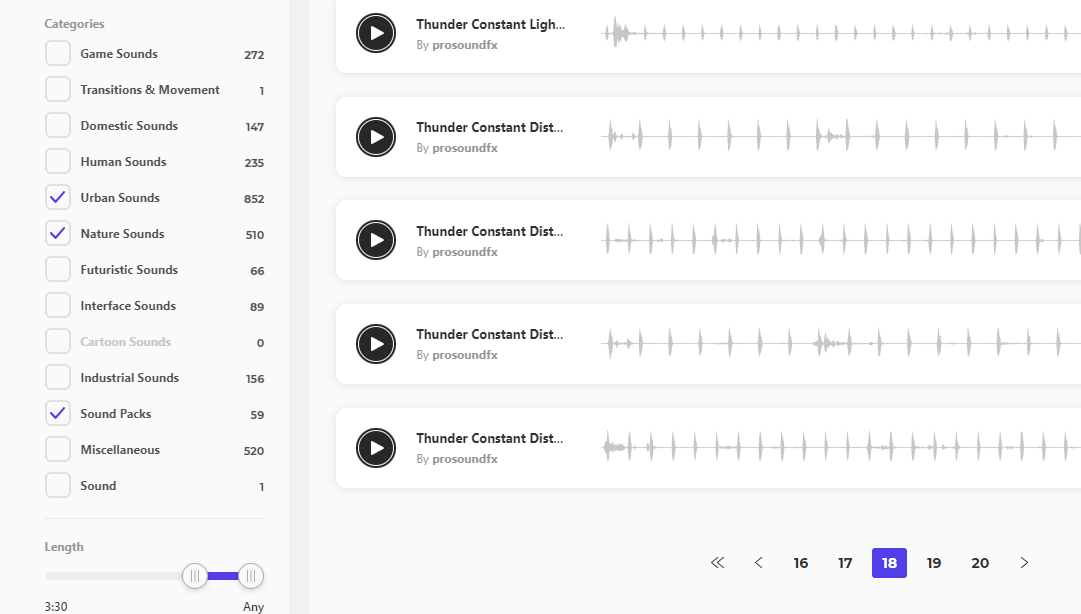 Categories
Game Sounds 272
Transitions & Movement 1
Domestic Sounds 147
Human Sounds 235
Urban Sounds 852
Nature Sounds 510
Futuristic Sounds 66
Interface Sounds 89
Cartoon Sounds 0
Industrial Sounds 156
Sound Packs 59
Miscellaneous 520
Sound 1
Length
3:30 Any
Thunder Constant Ligh...
By prosoundfx
Thunder Constant Dist...
By prosoundfx
Thunder Constant Dist...
By prosoundfx
Thunder Constant Dist...
By prosoundfx
Thunder Constant Dist...
By prosoundfx
16 17 18 19 20